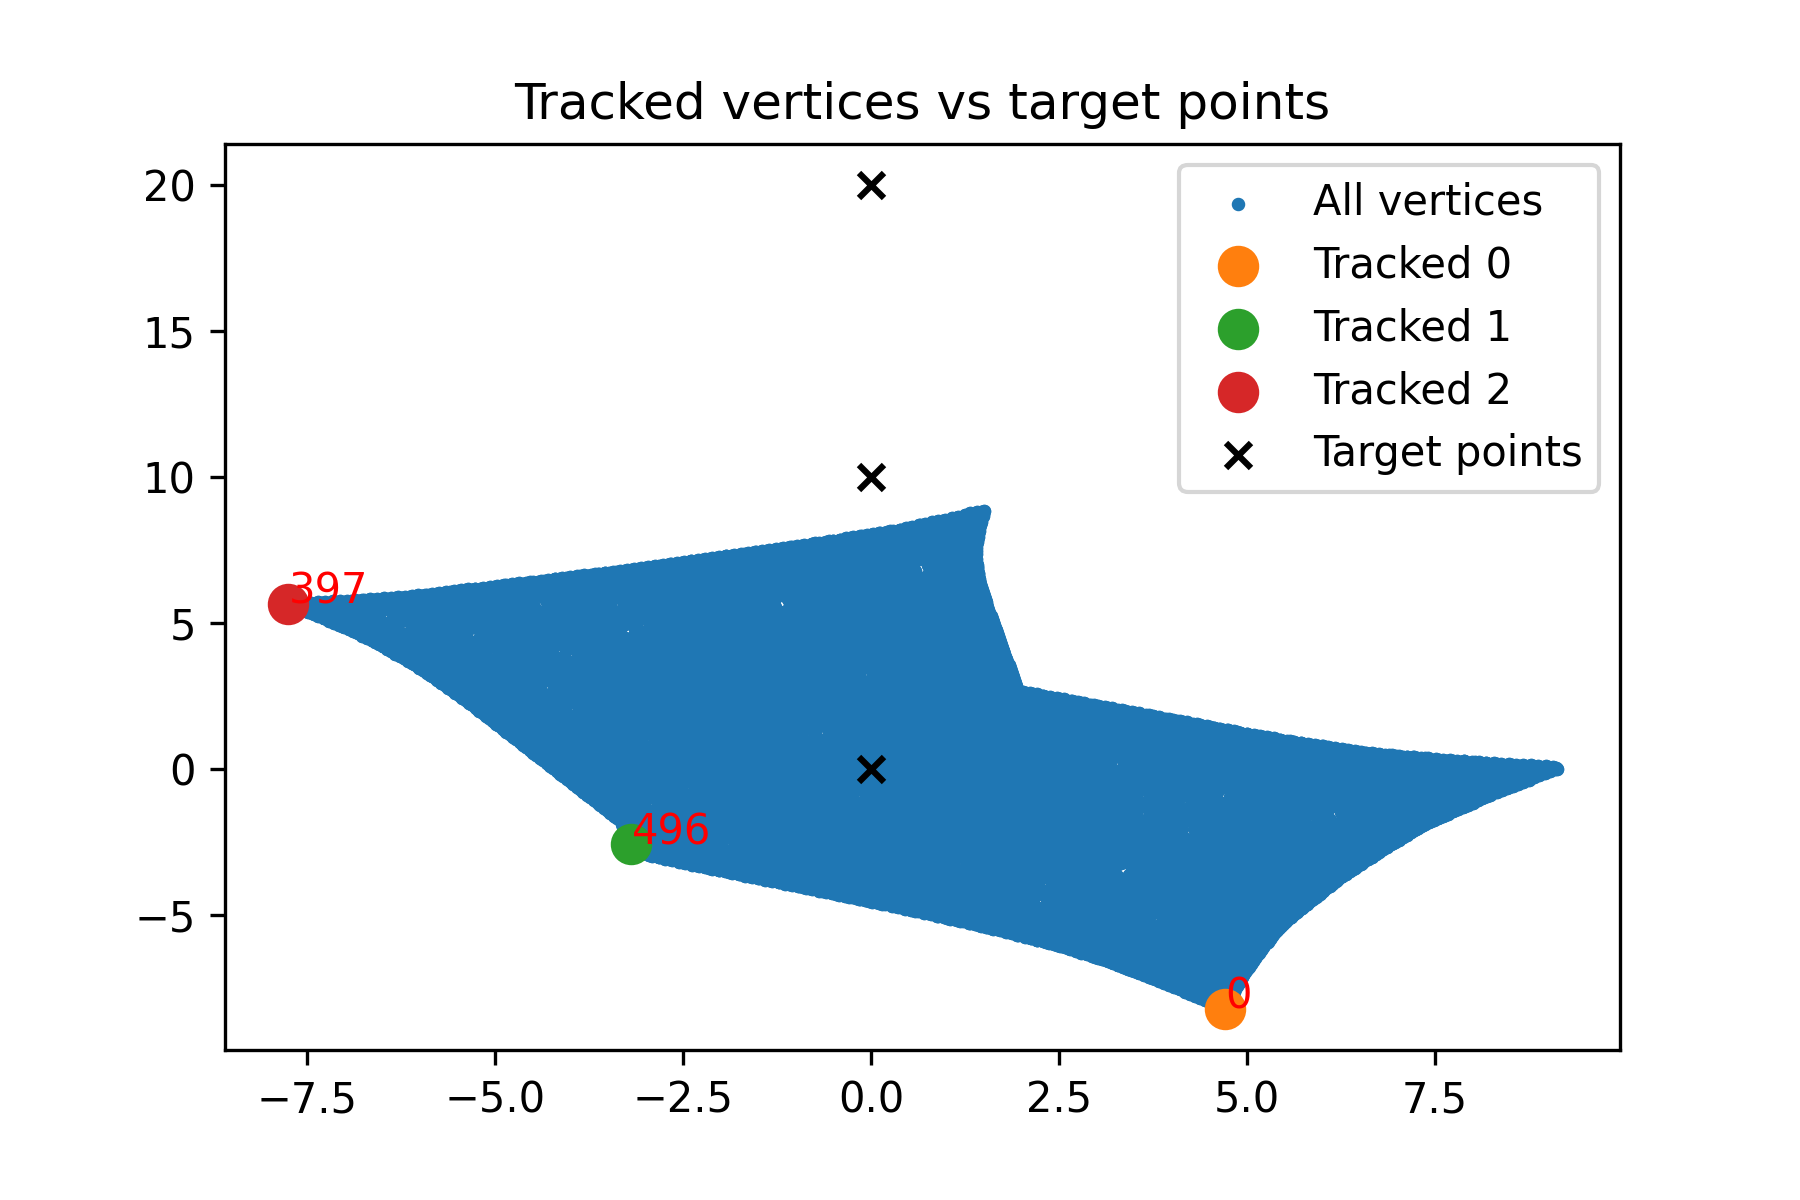 Tracked vertices vs target points
20
15
10
5
0
−5
−7.5
−5.0
−2.5
0.0
2.5
5.0
7.5
All vertices
Tracked 0
Tracked 1
Tracked 2
Target points
397
496
0